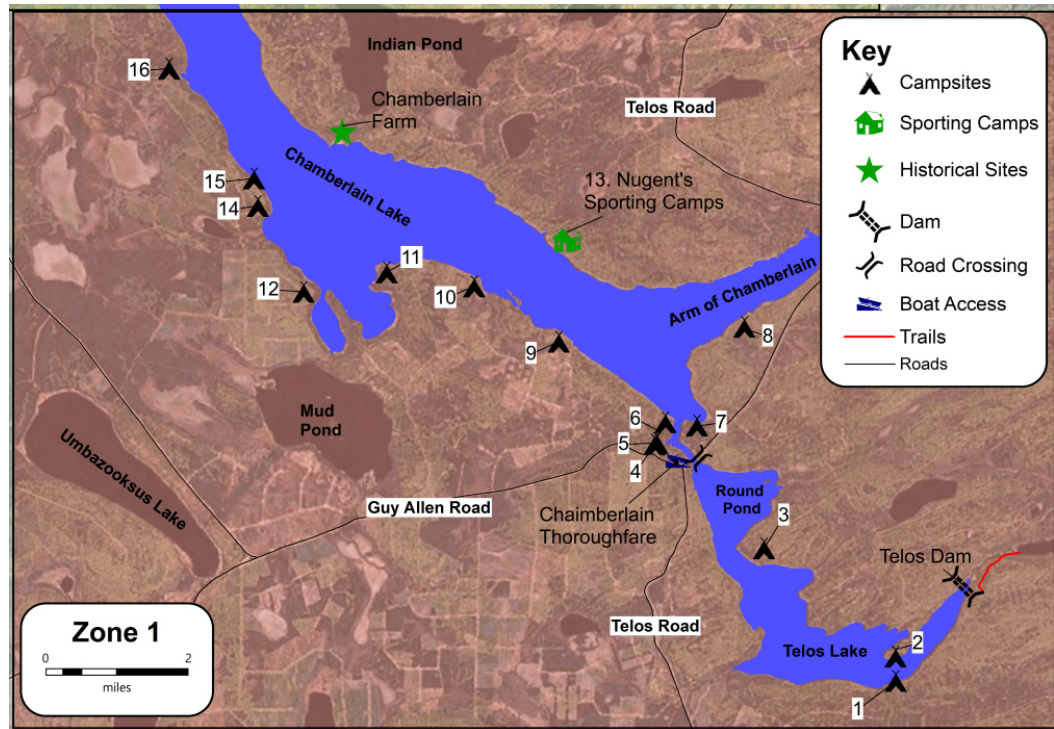 Indian Pond
16
Chamberlain
Farm
Telos Road
Chamberlain Lake
15
14
13. Nugent's
Sporting Camps
11
12
10
Arm of Chamberlain
9
8
Mud
Pond
6
7
5
4
Umbazooksus Lake
Guy Allen Road
Round
Pond
3
Chaimberlain
Thoroughfare
Telos Dam
Telos Road
Telos Lake
2
1
Key
Campsites
Sporting Camps
Historical Sites
Dam
Road Crossing
Boat Access
Trails
Roads
Zone 1
0 2
miles